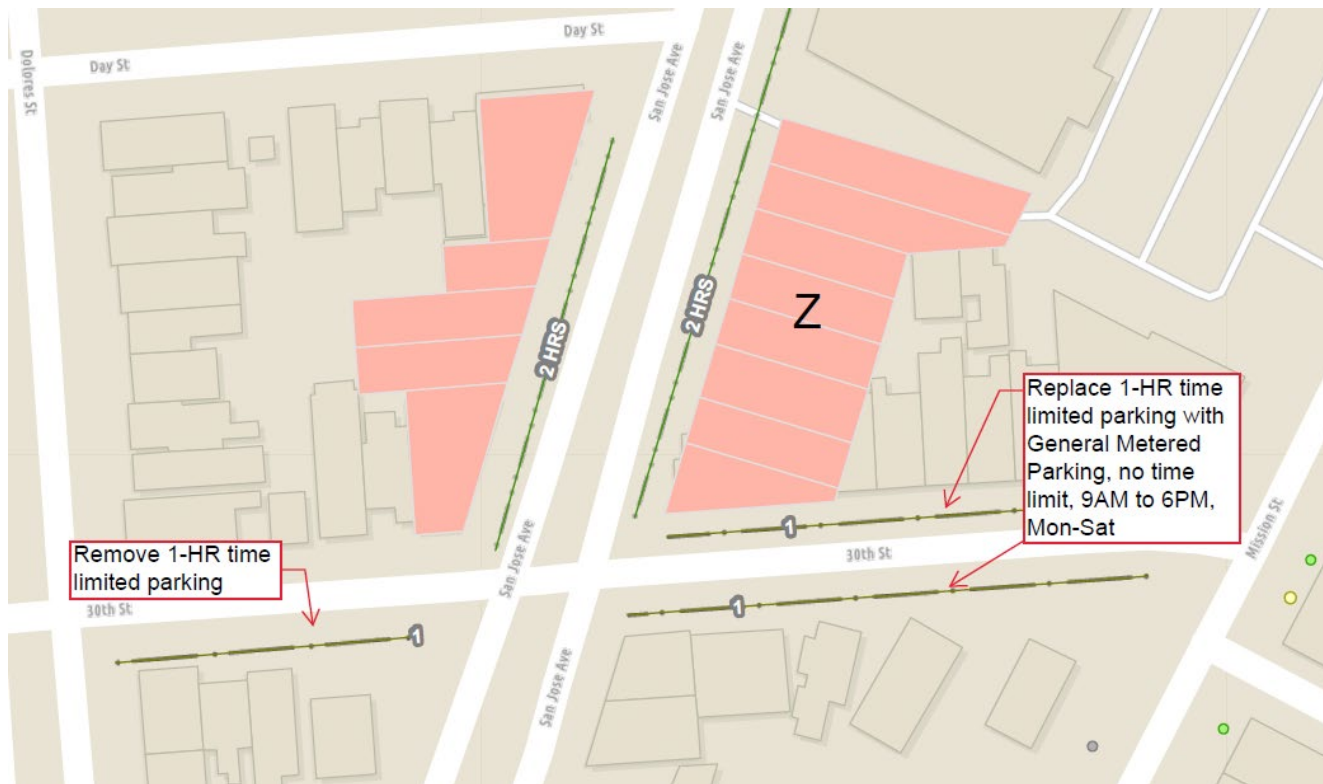 Dolores St
Day St
Day St
San Jose Ave
San Jose Ave
2 HRS
2 HRS
Z
Replace 1-HR time
limited parking with
General Metered
Parking, no time
limit, 9AM to 6PM,
Mon-Sat
Mission St
1
30th St
Remove 1-HR time
limited parking
San Jose Ave
30th St
1
1
San Jose Ave